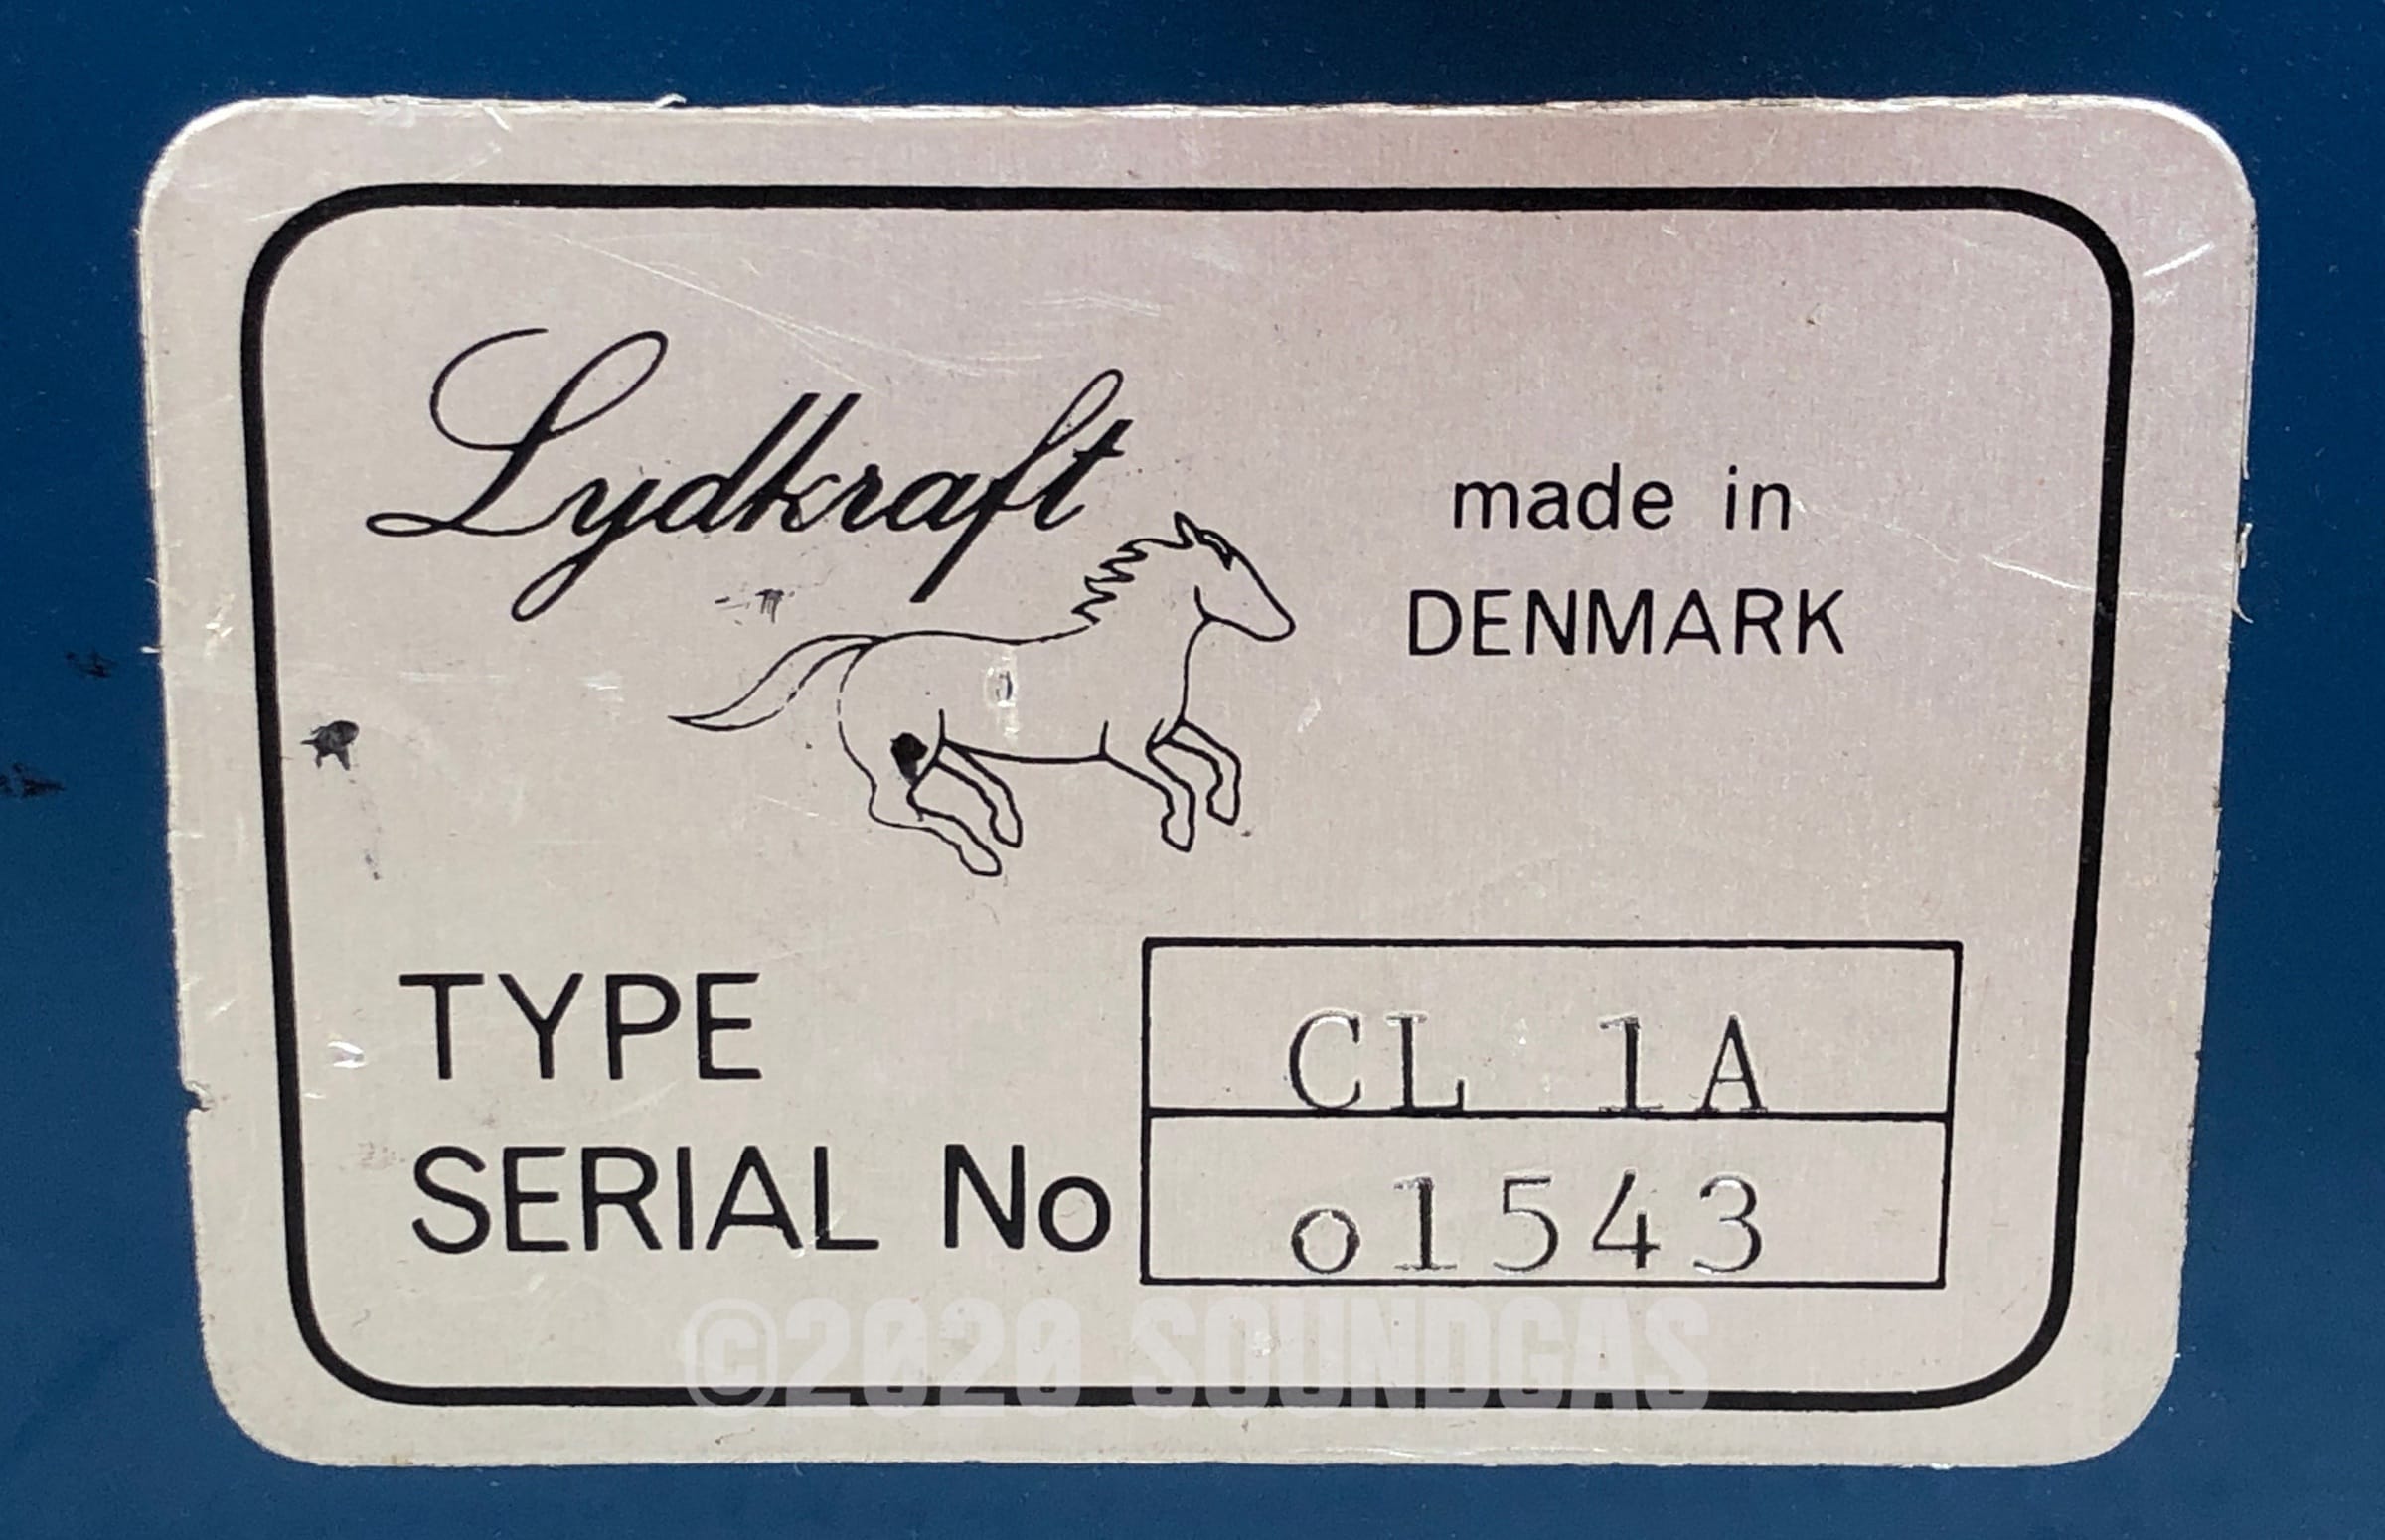 Lydkraft
made in
DENMARK
TYPE CL 1A
SERIAL No o1543
©2020 SOUNDGAS